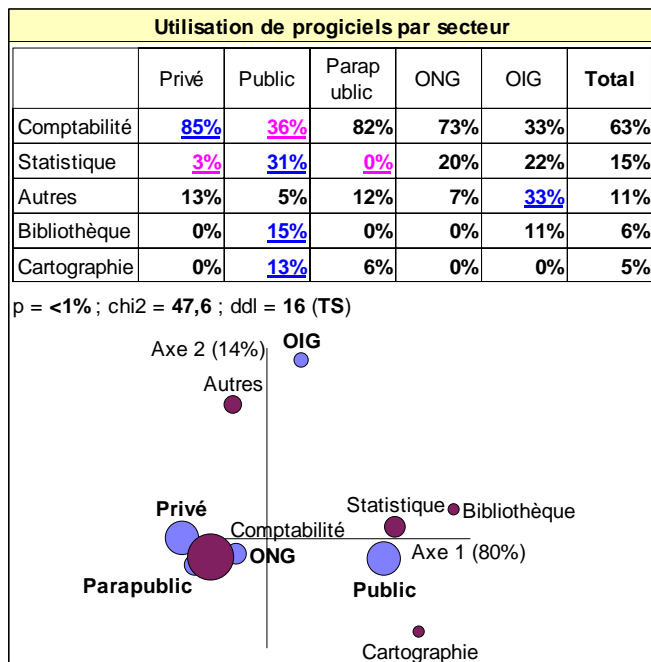 Utilisation de progiciels par secteur
Privé Public Parap ublic ONG OIG Total
Comptabilité 85% 36% 82% 73% 33% 63%
Statistique 3% 31% 0% 20% 22% 15%
Autres 13% 5% 12% 7% 33% 11%
Bibliothèque 0% 15% 0% 0% 11% 6%
Cartographie 0% 13% 6% 0% 0% 5%
p = <1% ; chi2 = 47,6 ; ddl = 16 (TS)
OIG
Axe 2 (14%)
Autres
Privé
Statistique
Bibliothèque
Comptabilité
ONG
Axe 1 (80%)
Parapublic
Public
Cartographie